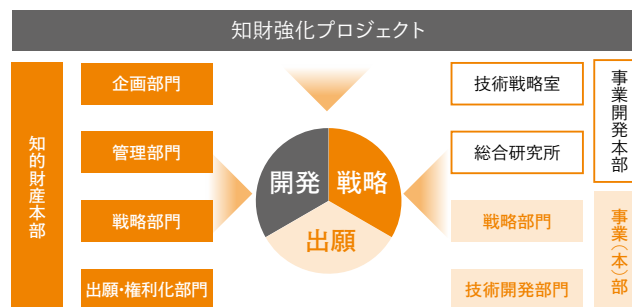 知財強化プロジェクト
知的財産本部
企画部門
管理部門
戦略部門
出願・権利化部門
開発
戦略
出願
技術戦略室
総合研究所
戦略部門
技術開発部門
事業開発本部
事業(本)部